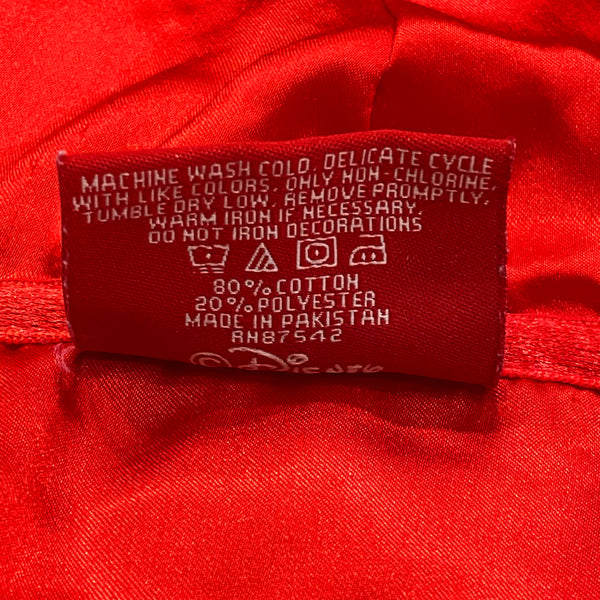 MACHINE WASH COLD, DELICATE CYCLE
WITH LIKE COLORS. ONLY NON-CHLORINE,
TUMBLE DRY LOW. REMOVE PROMPTLY,
WARM IRON IF NECESSARY.
DO NOT IRON DECORATIONS
80% COTTON
20% POLYESTER
MADE IN PAKISTAN
RN87542
© DISNEY